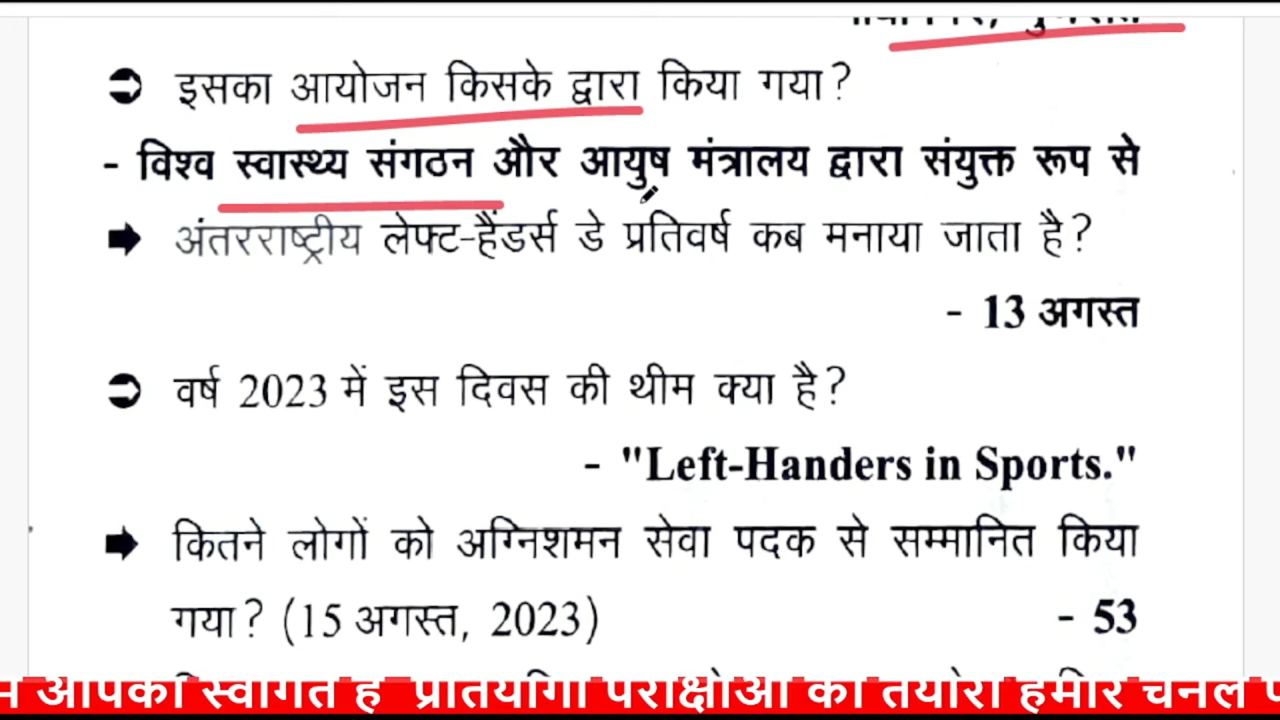 ➲ इसका आयोजन किसके द्वारा किया गया?
- विश्व स्वास्थ्य संगठन और आयुष मंत्रालय द्वारा संयुक्त रूप से
➡ अंतरराष्ट्रीय लेफ्ट-हैंडर्स डे प्रतिवर्ष कब मनाया जाता है?
- 13 अगस्त
➲ वर्ष 2023 में इस दिवस की थीम क्या है?
- "Left-Handers in Sports."
➡ कितने लोगों को अग्निशमन सेवा पदक से सम्मानित किया
गया? (15 अगस्त, 2023) - 53
आपका स्वागत है प्रतियोगी परीक्षाओं की तैयारी हमारे चैनल